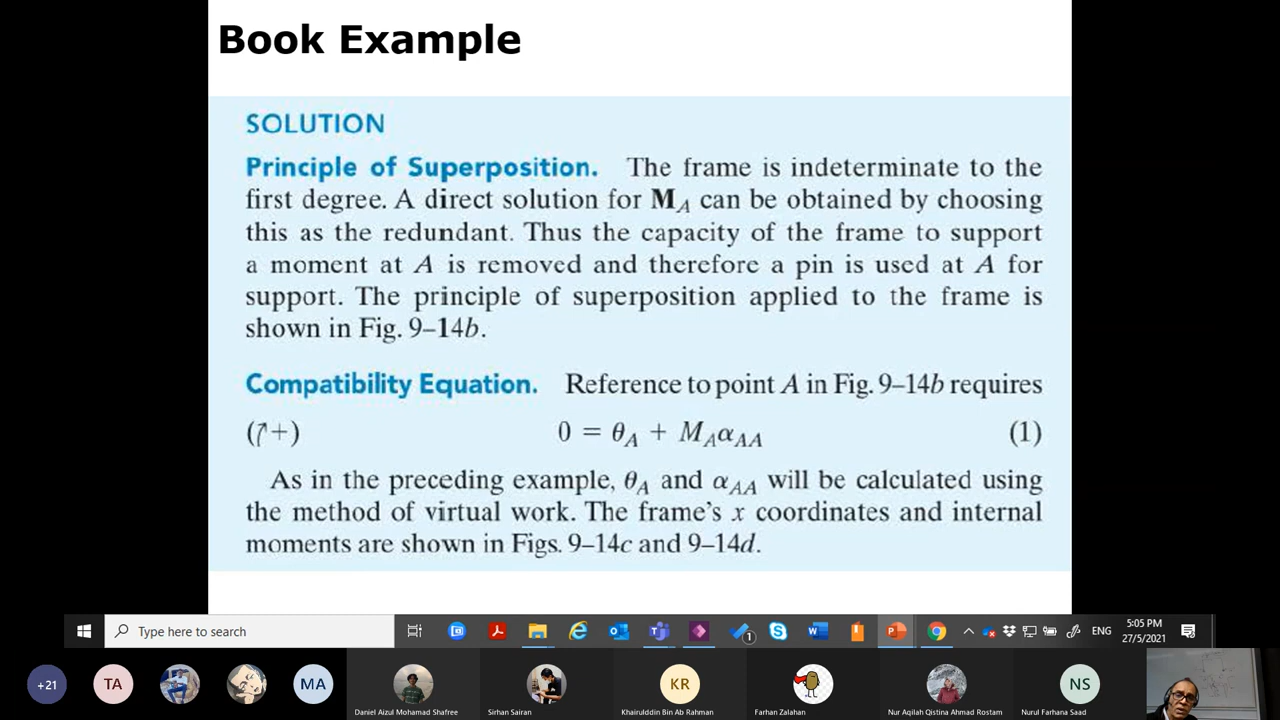 Book Example
SOLUTION
Principle of Superposition. The frame is indeterminate to the
first degree. A direct solution for M_A can be obtained by choosing
this as the redundant. Thus the capacity of the frame to support
a moment at A is removed and therefore a pin is used at A for
support. The principle of superposition applied to the frame is
shown in Fig. 9–14b.
Compatibility Equation. Reference to point A in Fig. 9–14b requires
(↱+) 0 = θ_A + M_Aα_AA (1)
As in the preceding example, θ_A and α_AA will be calculated using
the method of virtual work. The frame's x coordinates and internal
moments are shown in Figs. 9–14c and 9–14d.
Type here to search
1
ENG
5:05 PM
27/5/2021
+21
TA
MA
KR
NS
Daniel Aizul Mohamad Shafree
Sirhan Sairan
Khairulddin Bin Ab Rahman
Farhan Zalahan
Nur Aqilah Qistina Ahmad Rostam
Nurul Farhana Saad